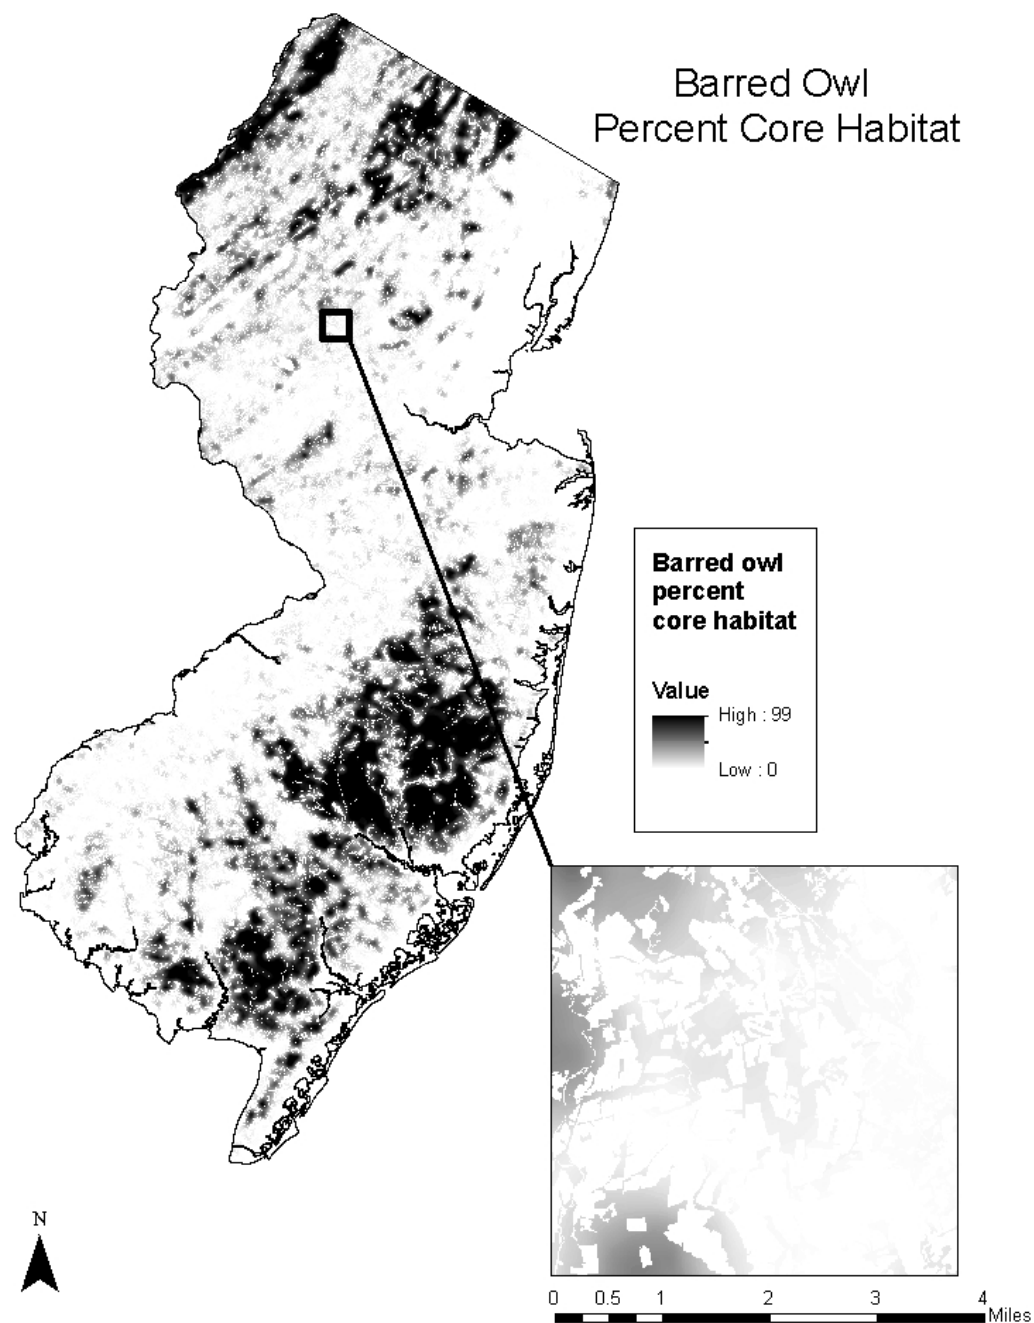 Barred Owl
Percent Core Habitat
Barred owl
percent
core habitat
Value
High : 99
Low : 0
N
0 0.5 1 2 3 4
Miles